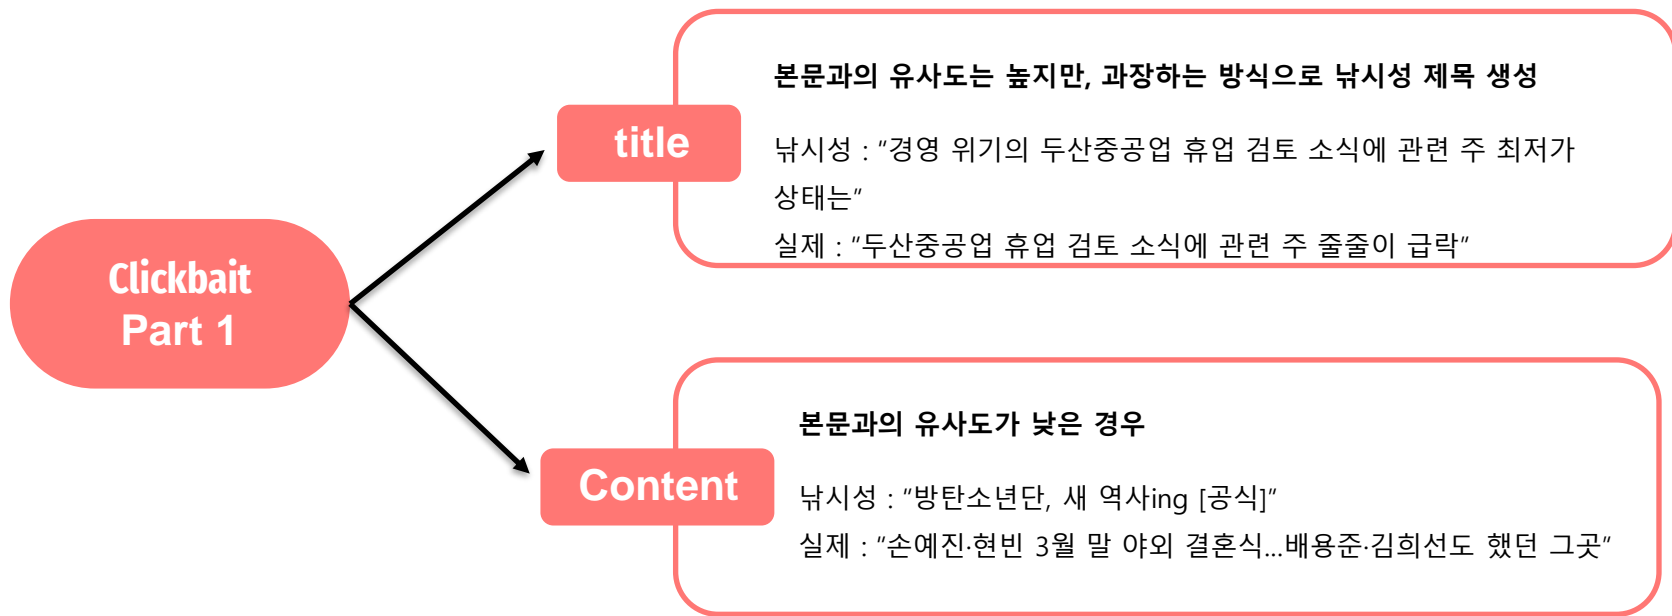 Clickbait
Part 1
title
본문과의 유사도는 높지만, 과장하는 방식으로 낚시성 제목 생성
낚시성 : “경영 위기의 두산중공업 휴업 검토 소식에 관련 주 최저가
상태는”
실제 : “두산중공업 휴업 검토 소식에 관련 주 줄줄이 급락”
Content
본문과의 유사도가 낮은 경우
낚시성 : “방탄소년단, 새 역사ing [공식]”
실제 : “손예진·현빈 3월 말 야외 결혼식...배용준·김희선도 했던 그곳”